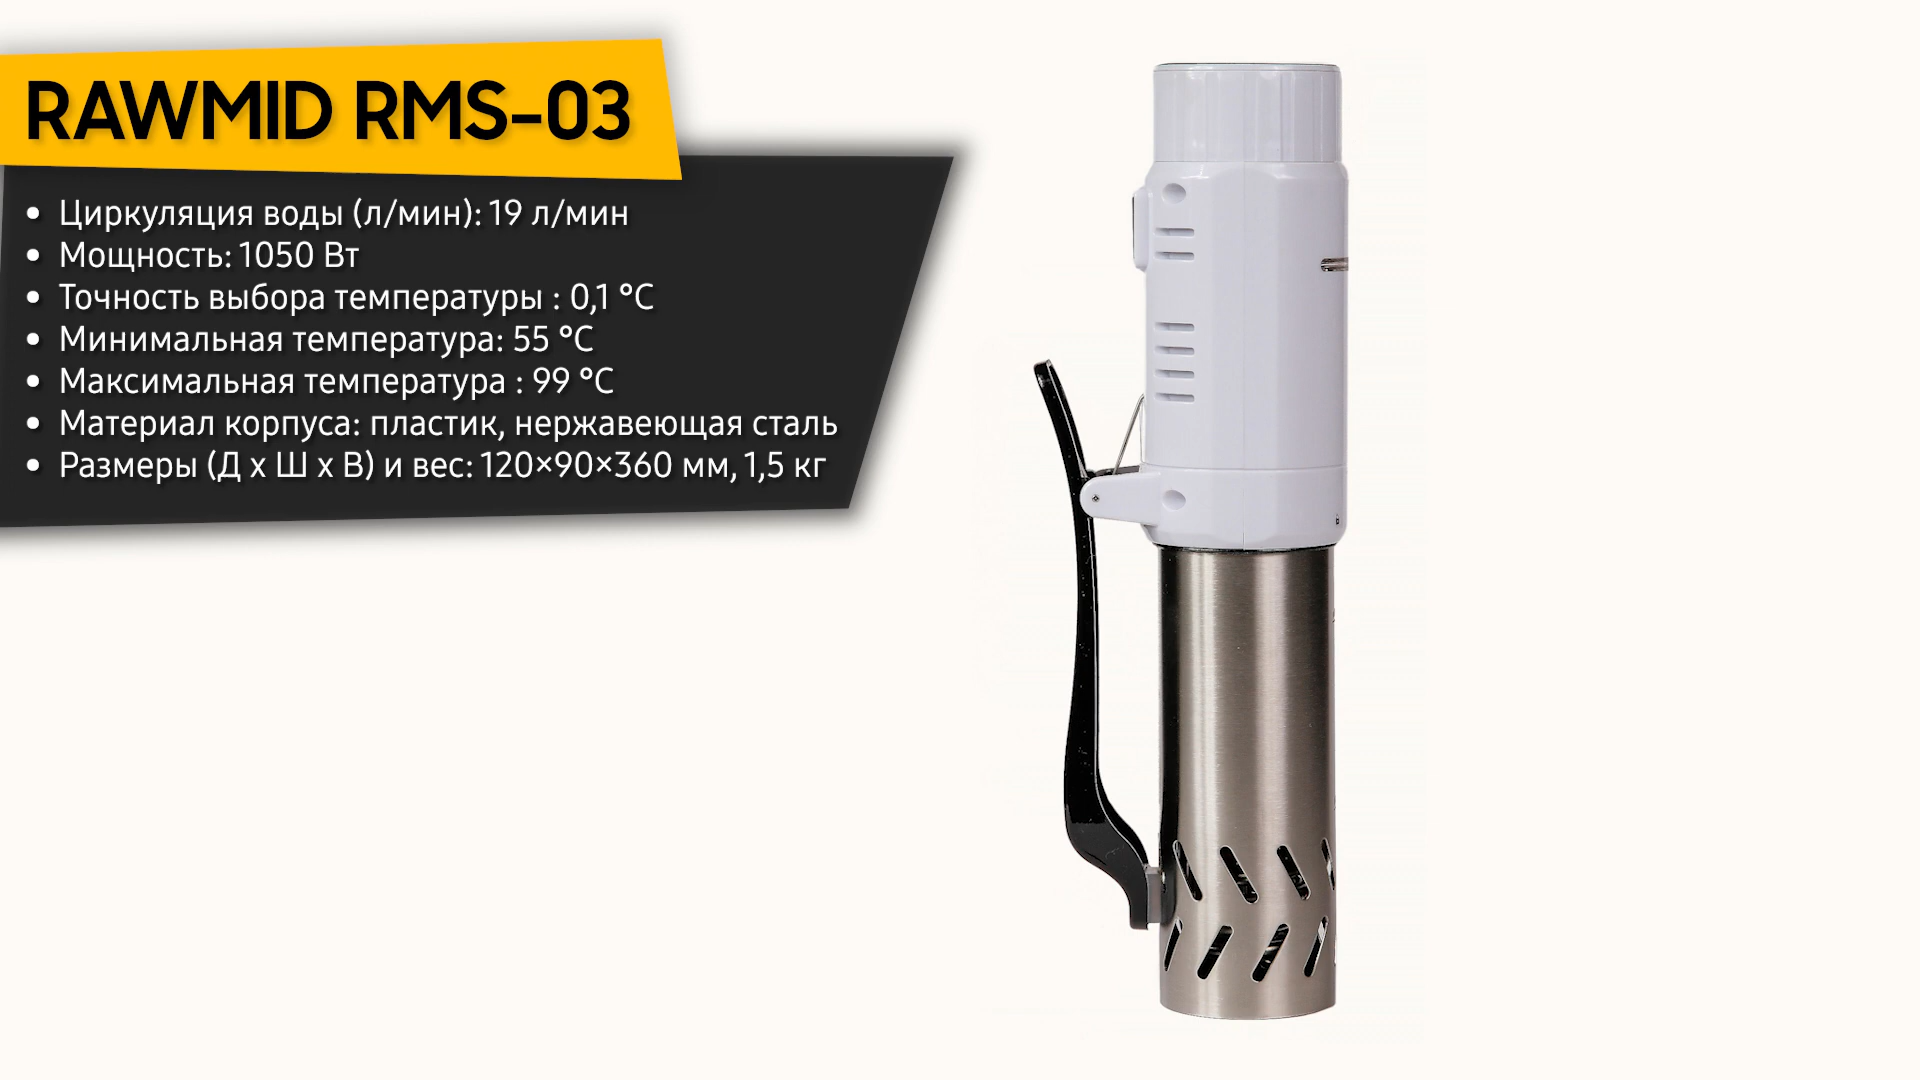 RAWMID RMS-03
• Циркуляция воды (л/мин): 19 л/мин
• Мощность: 1050 Вт
• Точность выбора температуры : 0,1 °C
• Минимальная температура: 55 °C
• Максимальная температура : 99 °C
• Материал корпуса: пластик, нержавеющая сталь
• Размеры (Д х Ш х В) и вес: 120×90×360 мм, 1,5 кг